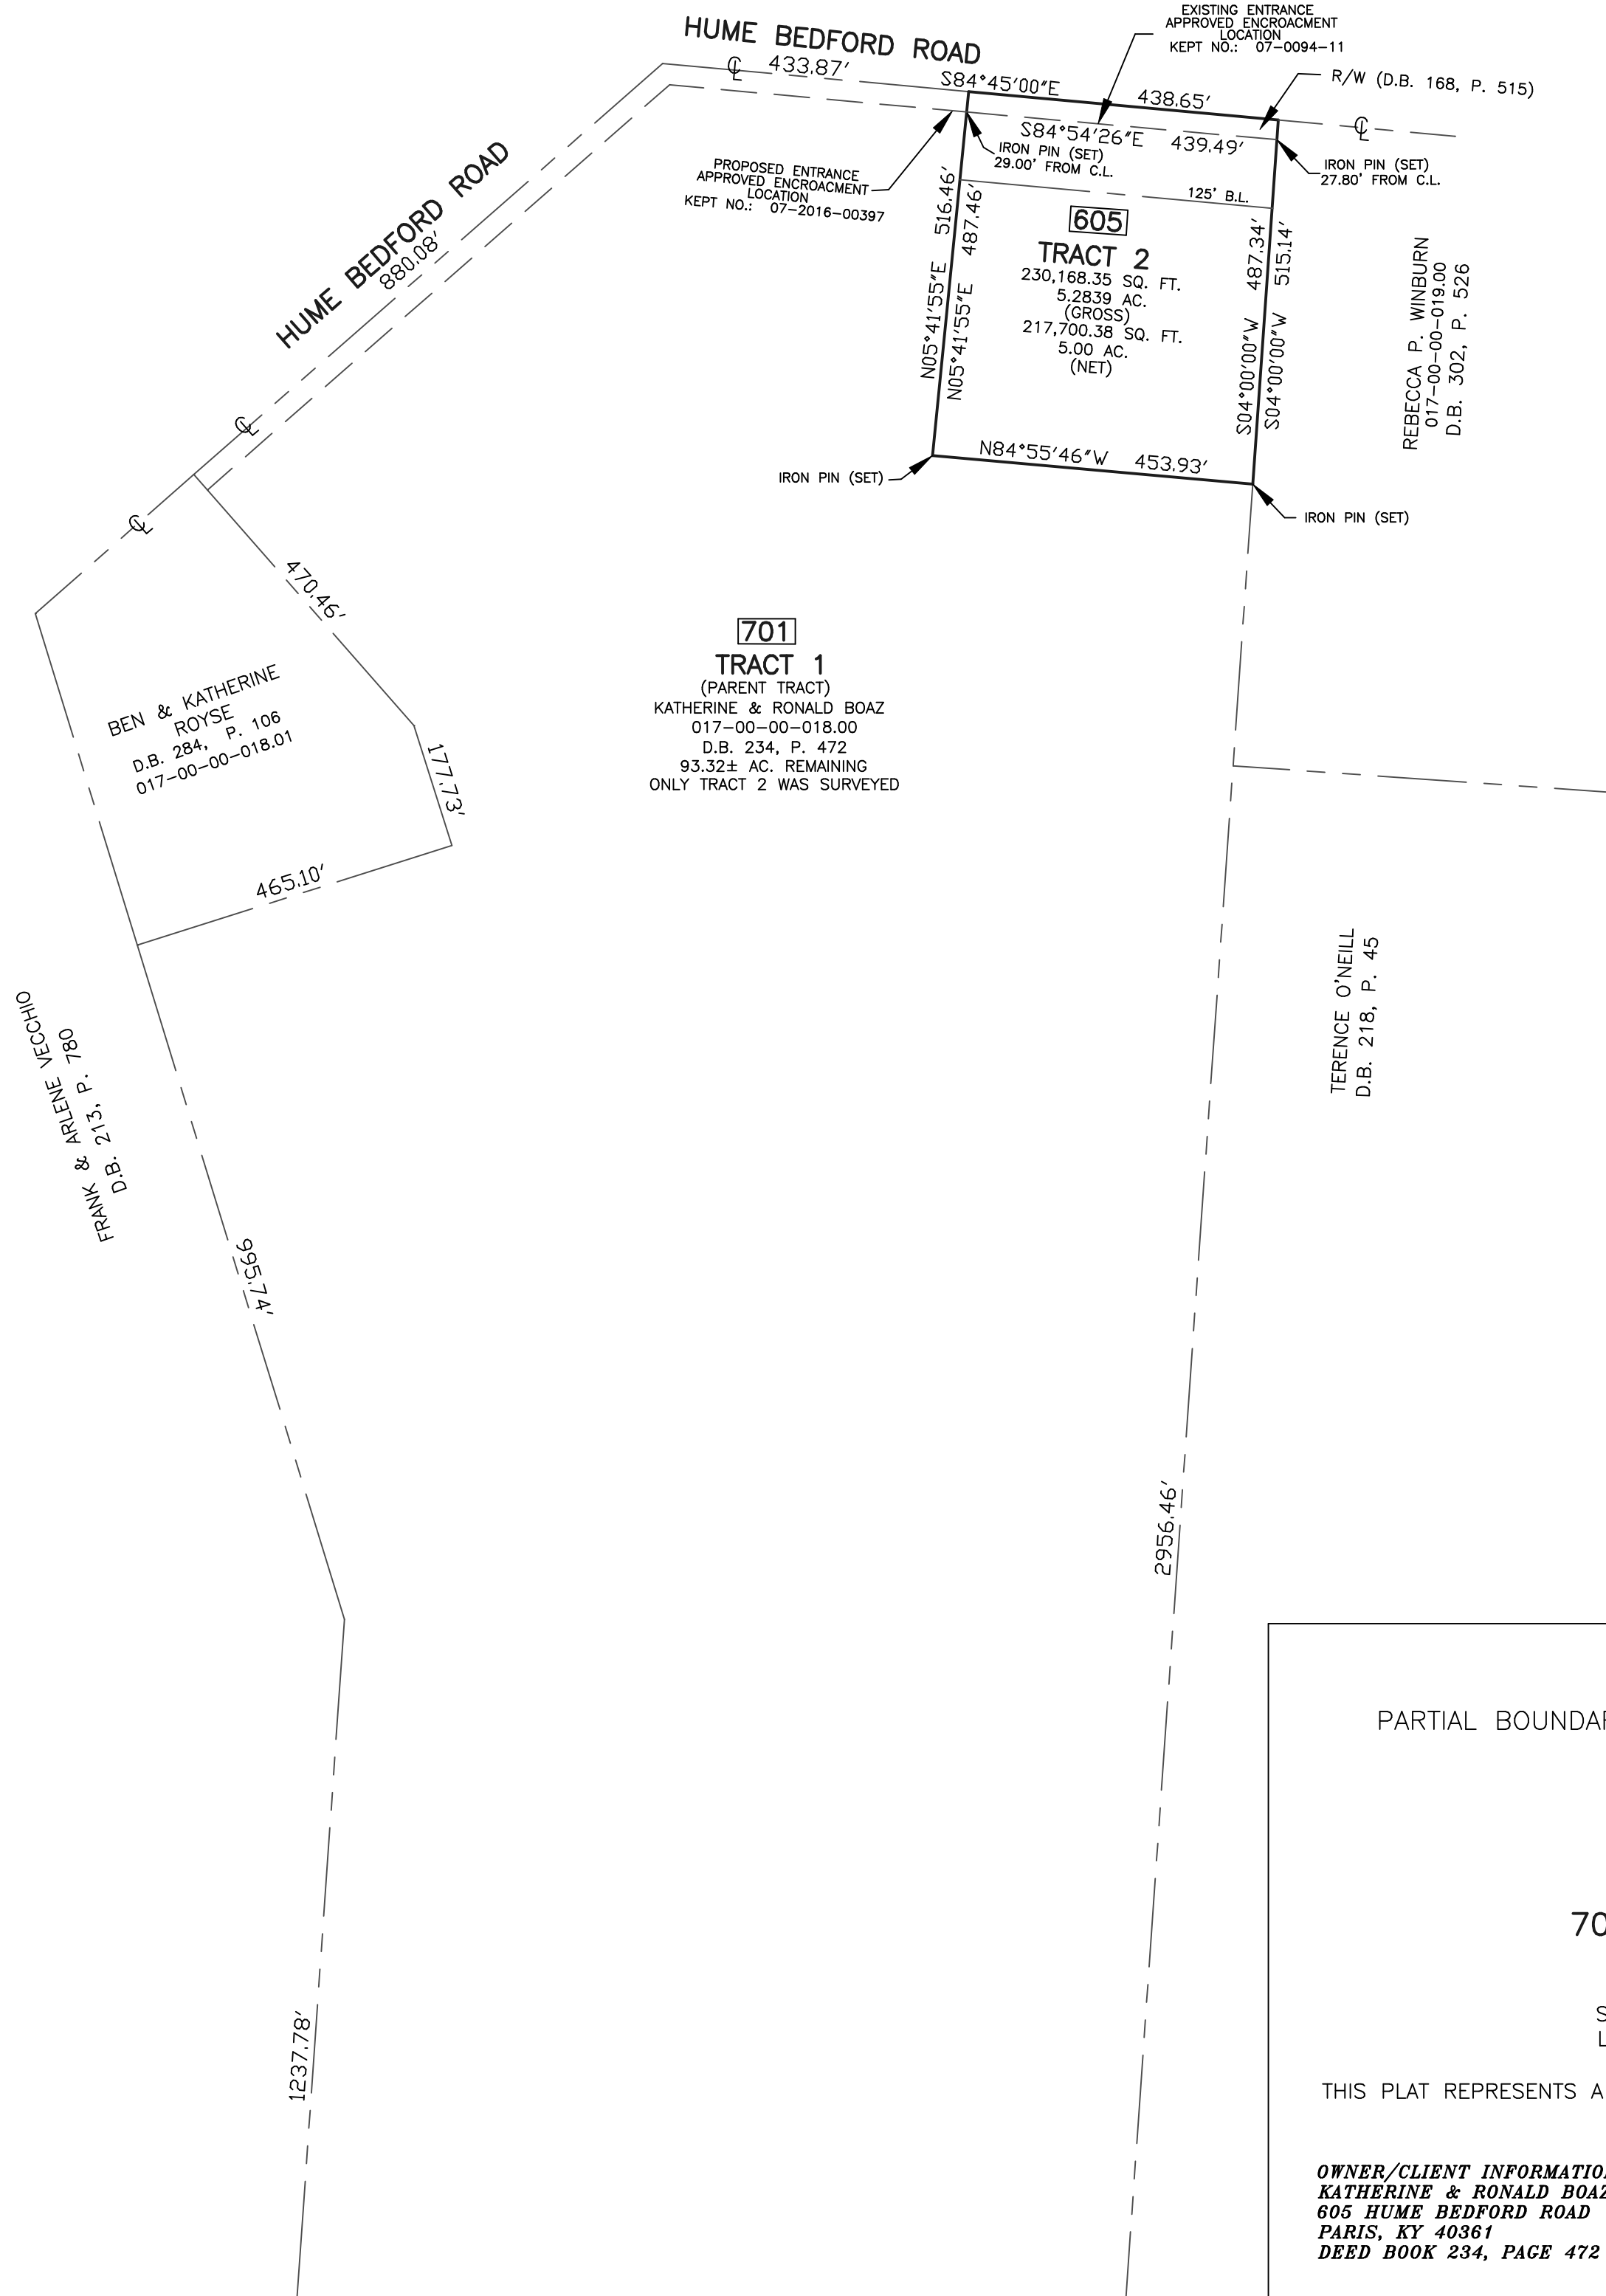 EXISTING ENTRANCE
APPROVED ENCROACMENT
LOCATION
KEPT NO.: 07-0094-11
HUME BEDFORD ROAD
℄ 433.87'
S84°45'00"E
438.65'
R/W (D.B. 168, P. 515)
℄
S84°54'26"E 439.49'
IRON PIN (SET)
29.00' FROM C.L.
IRON PIN (SET)
27.80' FROM C.L.
PROPOSED ENTRANCE
APPROVED ENCROACMENT
LOCATION
KEPT NO.: 07-2016-00397
125' B.L.
HUME BEDFORD ROAD
880.08'
℄
℄
N05°41'55"E 516.46'
N05°41'55"E 487.46'
605
TRACT 2
230,168.35 SQ. FT.
5.2839 AC.
(GROSS)
217,700.38 SQ. FT.
5.00 AC.
(NET)
S04°00'00"W 487.34'
S04°00'00"W 515.14'
REBECCA P. WINBURN
017-00-00-019.00
D.B. 302, P. 526
N84°55'46"W 453.93'
IRON PIN (SET)
IRON PIN (SET)
470.46'
BEN & KATHERINE
ROYSE
D.B. 284, P. 106
017-00-00-018.01
177.73'
465.10'
701
TRACT 1
(PARENT TRACT)
KATHERINE & RONALD BOAZ
017-00-00-018.00
D.B. 234, P. 472
93.32± AC. REMAINING
ONLY TRACT 2 WAS SURVEYED
FRANK & ARLENE VECCHIO
D.B. 213, P. 780
TERENCE O'NEILL
D.B. 218, P. 45
995.74'
2956.46'
1237.78'
PARTIAL BOUNDAR
70
S
L
THIS PLAT REPRESENTS A
OWNER/CLIENT INFORMATION
KATHERINE & RONALD BOAZ
605 HUME BEDFORD ROAD
PARIS, KY 40361
DEED BOOK 234, PAGE 472